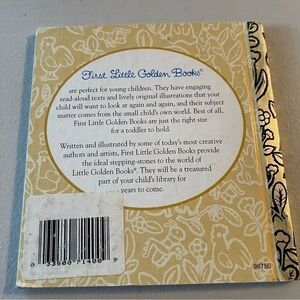 First Little Golden Books®
are perfect for young children. They have engaging
read-aloud texts and lively original illustrations that your
child will want to look at again and again, and their subject
matter comes from the small child's own world. Best of all,
First Little Golden Books are just the right size
for a toddler to hold.
Written and illustrated by some of today's most creative
authors and artists, First Little Golden Books provide
the ideal stepping-stones to the world of
Little Golden Books®. They will be a treasured
part of your child's library for
years to come.
0 33500 71400 9
98750